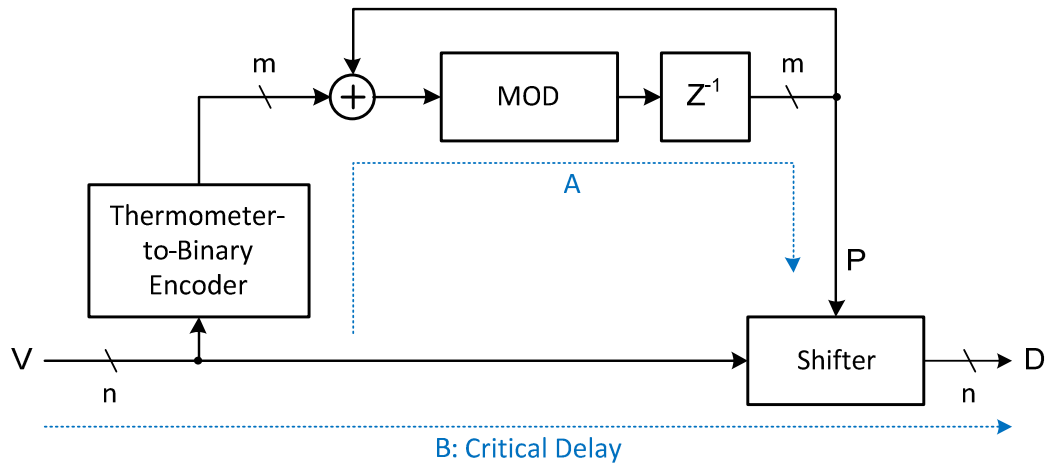 m
m
+
MOD
Z-1
A
Thermometer-
to-Binary
Encoder
P
V
n
Shifter
n
D
B: Critical Delay